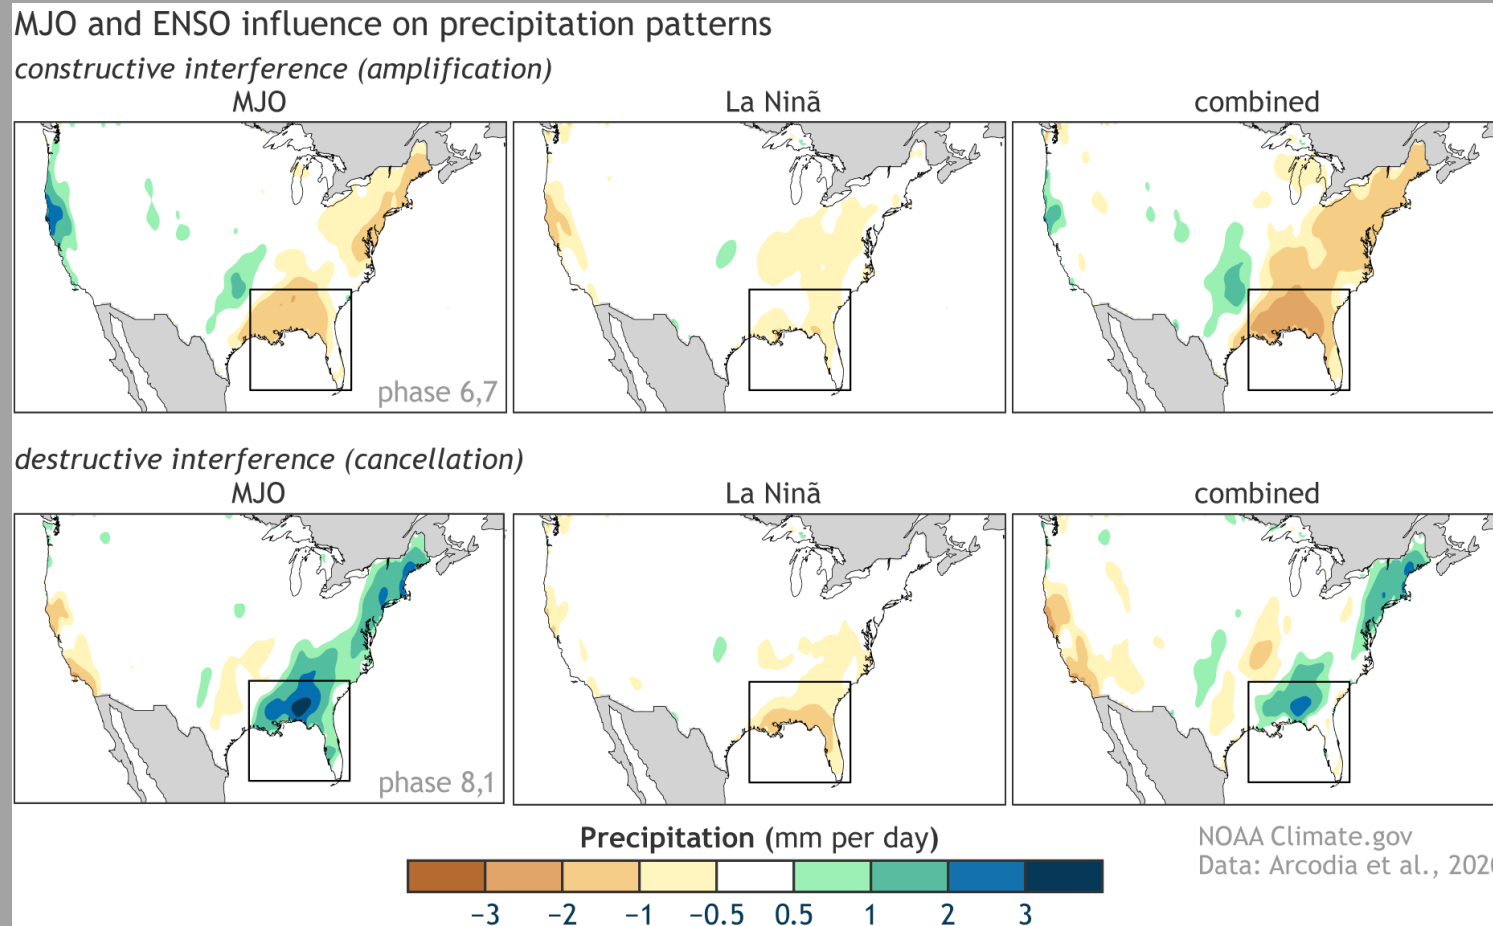 MJO and ENSO influence on precipitation patterns
constructive interference (amplification)
MJO
La Ninã
combined
phase 6,7
destructive interference (cancellation)
MJO
La Ninã
combined
phase 8,1
Precipitation (mm per day)
−3 −2 −1 −0.5 0.5 1 2 3
NOAA Climate.gov
Data: Arcodia et al.,